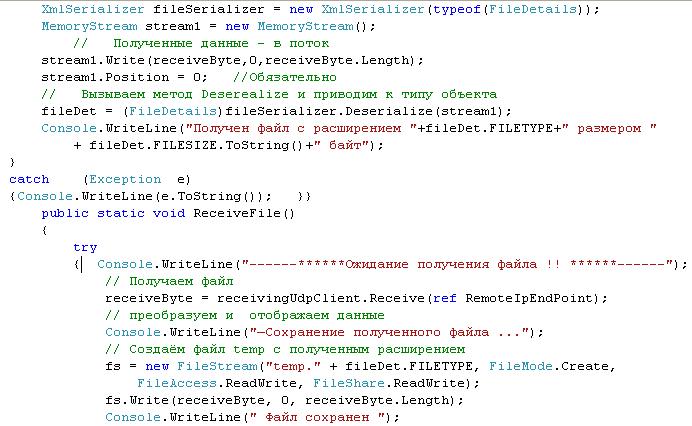 XmlSerializer fileSerializer = new XmlSerializer(typeof(FileDetails));
MemoryStream stream1 = new MemoryStream();
//   Полученные данные - в поток
stream1.Write(receiveByte,0,receiveByte.Length);
stream1.Position = 0;   //Обязательно
//  Вызываем метод Deserealize и приводим к типу объекта
fileDet = (FileDetails)fileSerializer.Deserialize(stream1);
Console.WriteLine("Получен файл с расширением "+fileDet.FILETYPE+" размером "
+ fileDet.FILESIZE.ToString()+" байт");
}
catch    (Exception  e)
{Console.WriteLine(e.ToString());   }}
public static void ReceiveFile()
{
try
{  Console.WriteLine("------******Ожидание получения файла !! ******------");
// Получаем файл
receiveByte = receivingUdpClient.Receive(ref RemoteIpEndPoint);
// преобразуем и  отображаем данные
Console.WriteLine("—Сохранение полученного файла ...");
// Создаём файл temp с полученным расширением
fs = new FileStream("temp." + fileDet.FILETYPE, FileMode.Create,
FileAccess.ReadWrite, FileShare.ReadWrite);
fs.Write(receiveByte, 0, receiveByte.Length);
Console.WriteLine(" Файл сохранен ");